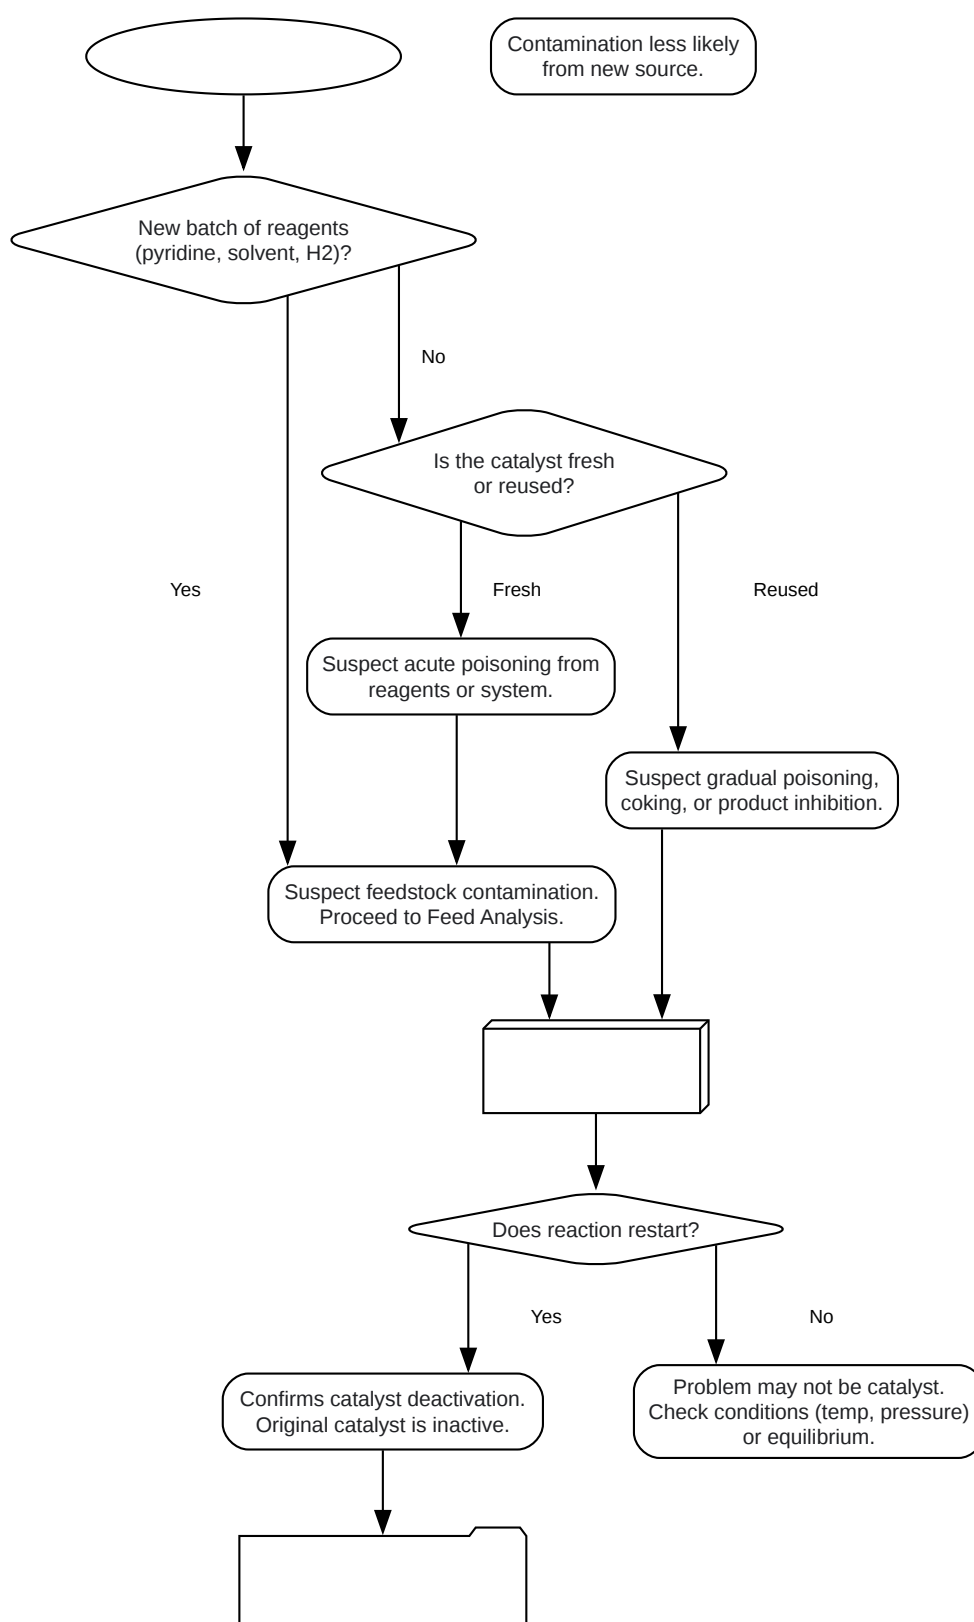 Contamination less likely
from new source.
New batch of reagents
(pyridine, solvent, H2)?
No
Is the catalyst fresh
or reused?
Yes
Fresh
Reused
Suspect acute poisoning from
reagents or system.
Suspect gradual poisoning,
coking, or product inhibition.
Suspect feedstock contamination.
Proceed to Feed Analysis.
Does reaction restart?
Yes
No
Confirms catalyst deactivation.
Original catalyst is inactive.
Problem may not be catalyst.
Check conditions (temp, pressure)
or equilibrium.